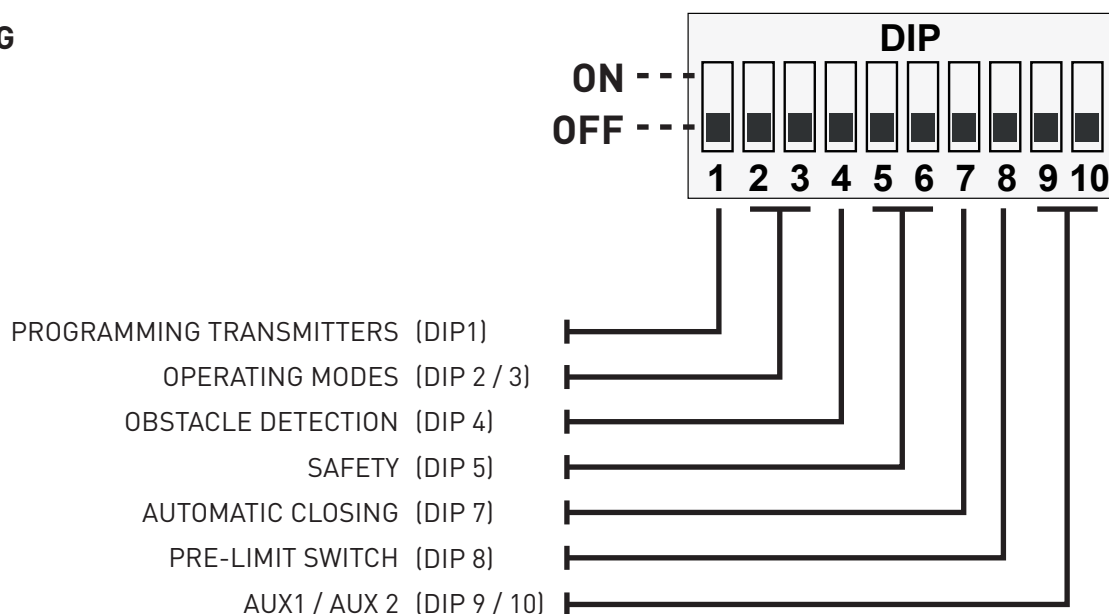 G
DIP
ON
OFF
1 2 3 4 5 6 7 8 9 10
PROGRAMMING TRANSMITTERS (DIP1)
OPERATING MODES (DIP 2 / 3)
OBSTACLE DETECTION (DIP 4)
SAFETY (DIP 5)
AUTOMATIC CLOSING (DIP 7)
PRE-LIMIT SWITCH (DIP 8)
AUX1 / AUX 2 (DIP 9 / 10)